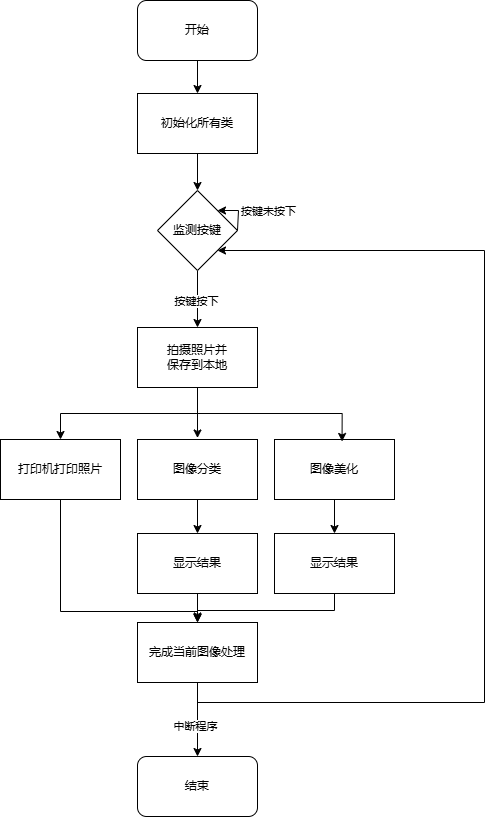 开始
初始化所有类
监测按键
按键未按下
按键按下
拍摄照片并
保存到本地
打印机打印照片
图像分类
图像美化
显示结果
显示结果
完成当前图像处理
中断程序
结束